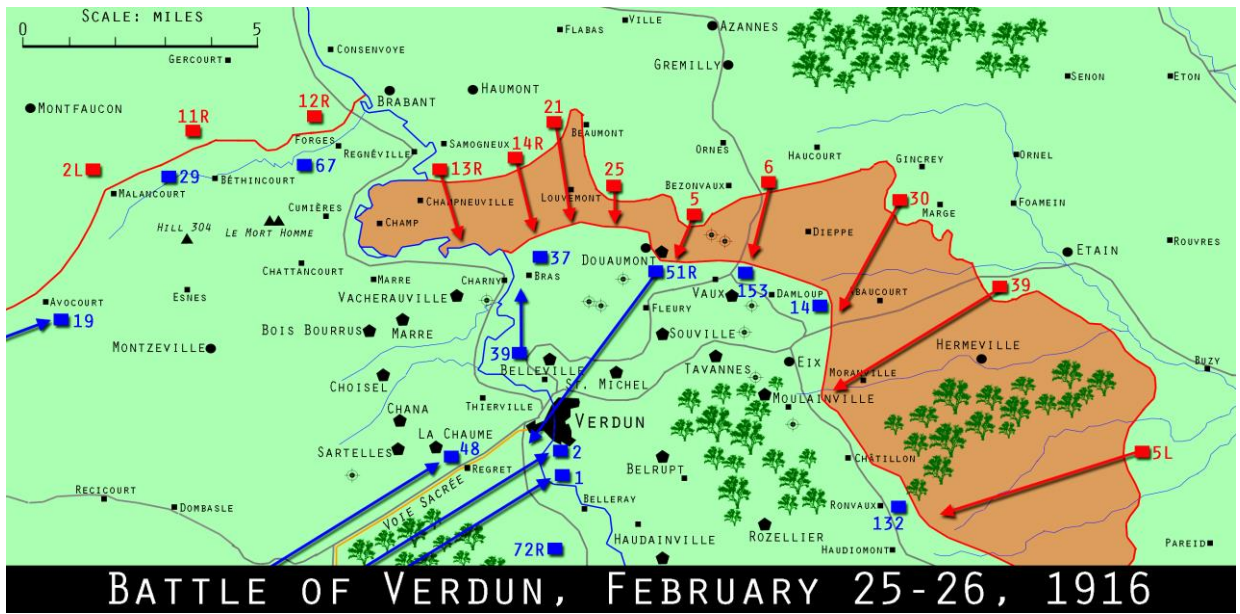 Scale: miles
0 5
Ville
Azannes
Flabas
Consenvoye
Gercourt
Gremilly
Senon
Eton
Montfaucon
Brabant
Haumont
11R
12R
21
Beaumont
Forges
Regnéville
Samogneux
14R
Ornes
Haucourt
Ornel
2L
29
67
13R
25
Bezonvaux
6
Gincrey
Malancourt
Béthincourt
Champneuville
Louvemont
5
30
Marge
Foamein
Cumières
Champ
Dieppe
Hill 304
Le Mort Homme
Rouvres
Etain
Chattancourt
37
Douaumont
Marre
Charny
Bras
51R
153
Vaux
Damloup
Baucourt
39
Esnes
Vacherauville
14
Avocourt
19
Fleury
Bois Bourrus
Marre
Souville
Montzeville
39
Belleville
Tavannes
Eix
Hermeville
Buzy
Choisel
St. Michel
Moranville
Thierville
Moulainville
Chana
Verdun
La Chaume
Sartelles
48
2
Belrupt
Châtillon
5L
Regret
1
Recicourt
Voie Sacrée
Dombasle
Belleray
Ronvaux
132
Haudainville
Rozellier
72R
Haudiomont
Pareid
Battle of Verdun, February 25-26, 1916